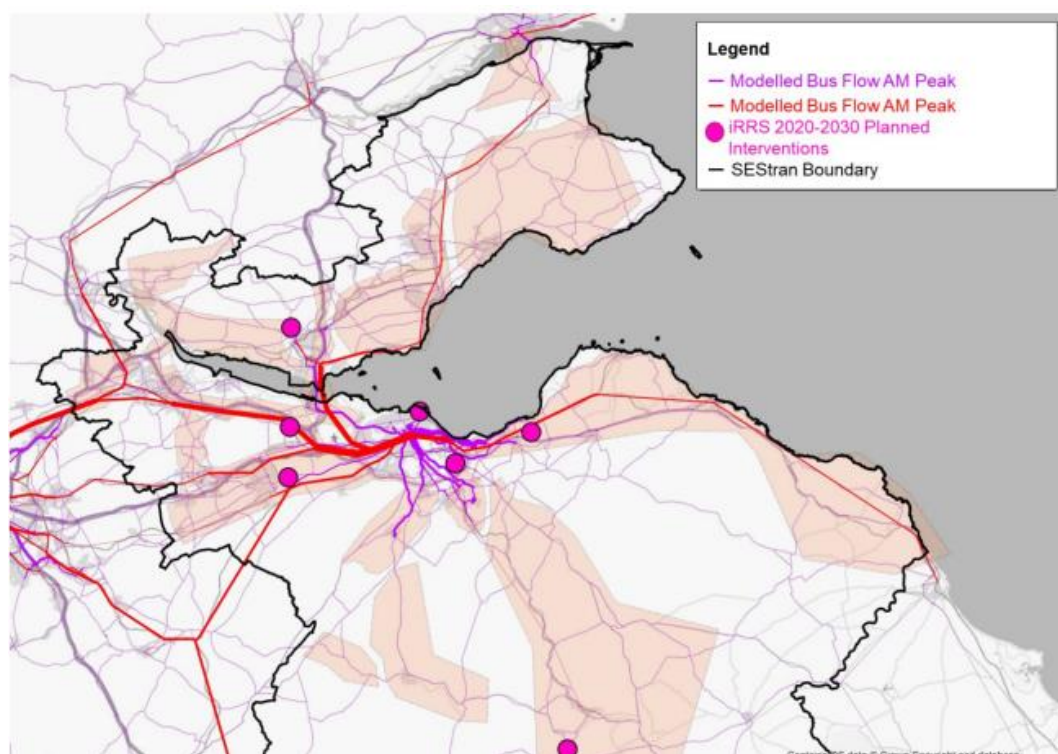 Legend
Modelled Bus Flow AM Peak
Modelled Bus Flow AM Peak
iRRS 2020-2030 Planned
Interventions
SEStran Boundary